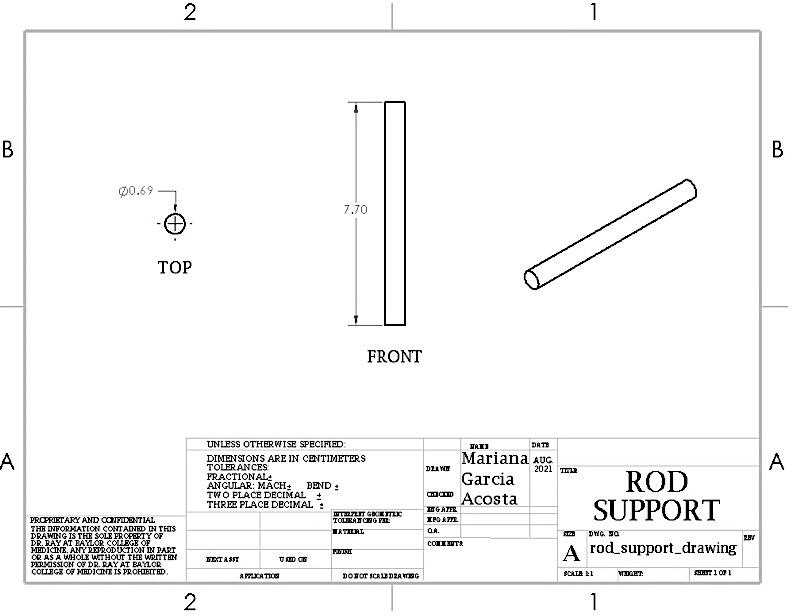 2 1
B B
Ø0.69
7.70
TOP
FRONT
A A
UNLESS OTHERWISE SPECIFIED:
DIMENSIONS ARE IN CENTIMETERS
TOLERANCES:
FRACTIONAL±
ANGULAR: MACH± BEND ±
TWO PLACE DECIMAL ±
THREE PLACE DECIMAL ±
INTERPRET GEOMETRIC
TOLERANCING PER:
MATERIAL
FINISH
NEXT ASSY USED ON
APPLICATION
DO NOT SCALE DRAWING
PROPRIETARY AND CONFIDENTIAL
THE INFORMATION CONTAINED IN THIS
DRAWING IS THE SOLE PROPERTY OF
DR. RAY AT BAYLOR COLLEGE OF
MEDICINE. ANY REPRODUCTION IN PART
OR AS A WHOLE WITHOUT THE WRITTEN
PERMISSION OF DR. RAY AT BAYLOR
COLLEGE OF MEDICINE IS PROHIBITED.
NAME DATE
DRAWN
Mariana
Garcia
Acosta
AUG.
2021
CHECKED
ENG APPR.
MFG APPR.
Q.A.
COMMENTS:
TITLE:
ROD
SUPPORT
SIZE DWG. NO. REV
A rod_support_drawing
SCALE: 1:1 WEIGHT: SHEET 1 OF 1
2 1